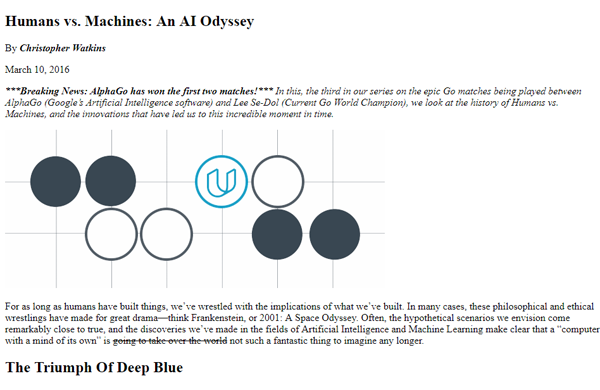 Humans vs. Machines: An AI Odyssey
By Christopher Watkins
March 10, 2016
***Breaking News: AlphaGo has won the first two matches!*** In this, the third in our series on the epic Go matches being played between
AlphaGo (Google's Artificial Intelligence software) and Lee Se-Dol (Current Go World Champion), we look at the history of Humans vs.
Machines, and the innovations that have led us to this incredible moment in time.
For as long as humans have built things, we've wrestled with the implications of what we've built. In many cases, these philosophical and ethical
wrestlings have made for great drama—think Frankenstein, or 2001: A Space Odyssey. Often, the hypothetical scenarios we envision come
remarkably close to true, and the discoveries we've made in the fields of Artificial Intelligence and Machine Learning make clear that a "computer
with a mind of its own" is going to take over the world not such a fantastic thing to imagine any longer.
The Triumph Of Deep Blue